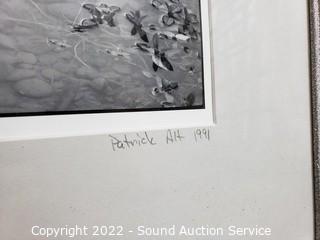 Patrick Alt 1991
Copyright 2022 - Sound Auction Service